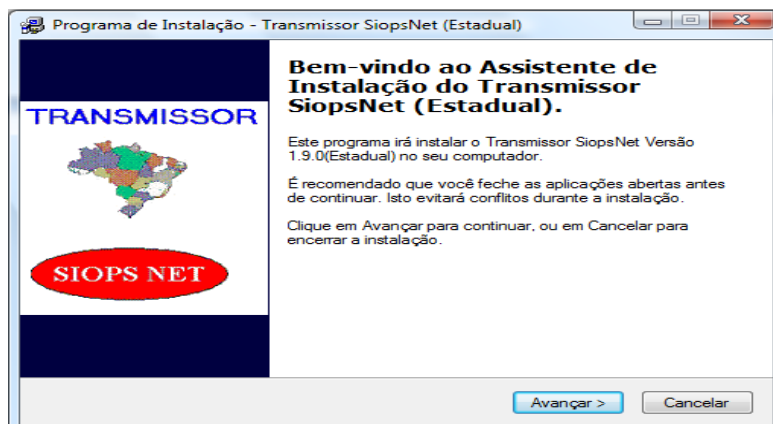 Programa de Instalação - Transmissor SiopsNet (Estadual)
TRANSMISSOR
SIOPS NET
Bem-vindo ao Assistente de
Instalação do Transmissor
SiopsNet (Estadual).
Este programa irá instalar o Transmissor SiopsNet Versão
1.9.0(Estadual) no seu computador.
É recomendado que você feche as aplicações abertas antes
de continuar. Isto evitará conflitos durante a instalação.
Clique em Avançar para continuar, ou em Cancelar para
encerrar a instalação.
Avançar >
Cancelar